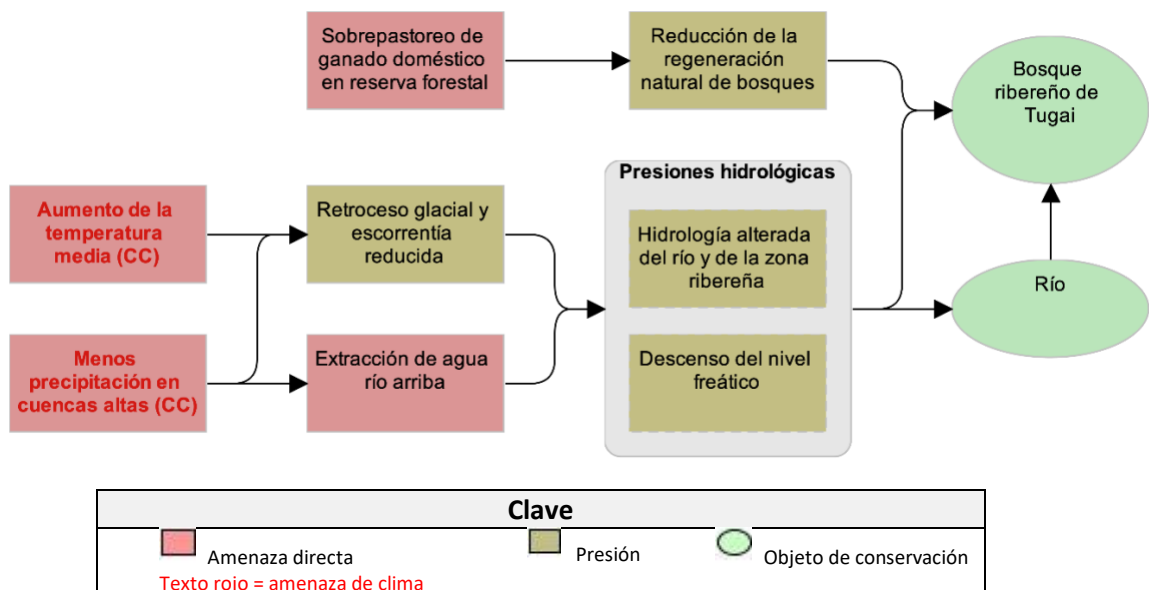 Sobrepastoreo de
ganado doméstico
en reserva forestal
Reducción de la
regeneración
natural de bosques
Bosque
ribereño de
Tugai
Presiones hidrológicas
Aumento de la
temperatura
media (CC)
Retroceso glacial y
escorrentía
reducida
Hidrología alterada
del río y de la zona
ribereña
Río
Menos
precipitación en
cuencas altas (CC)
Extracción de agua
río arriba
Descenso del nivel
freático
Clave
Amenaza directa
Presión
Objeto de conservación
Texto rojo = amenaza de clima